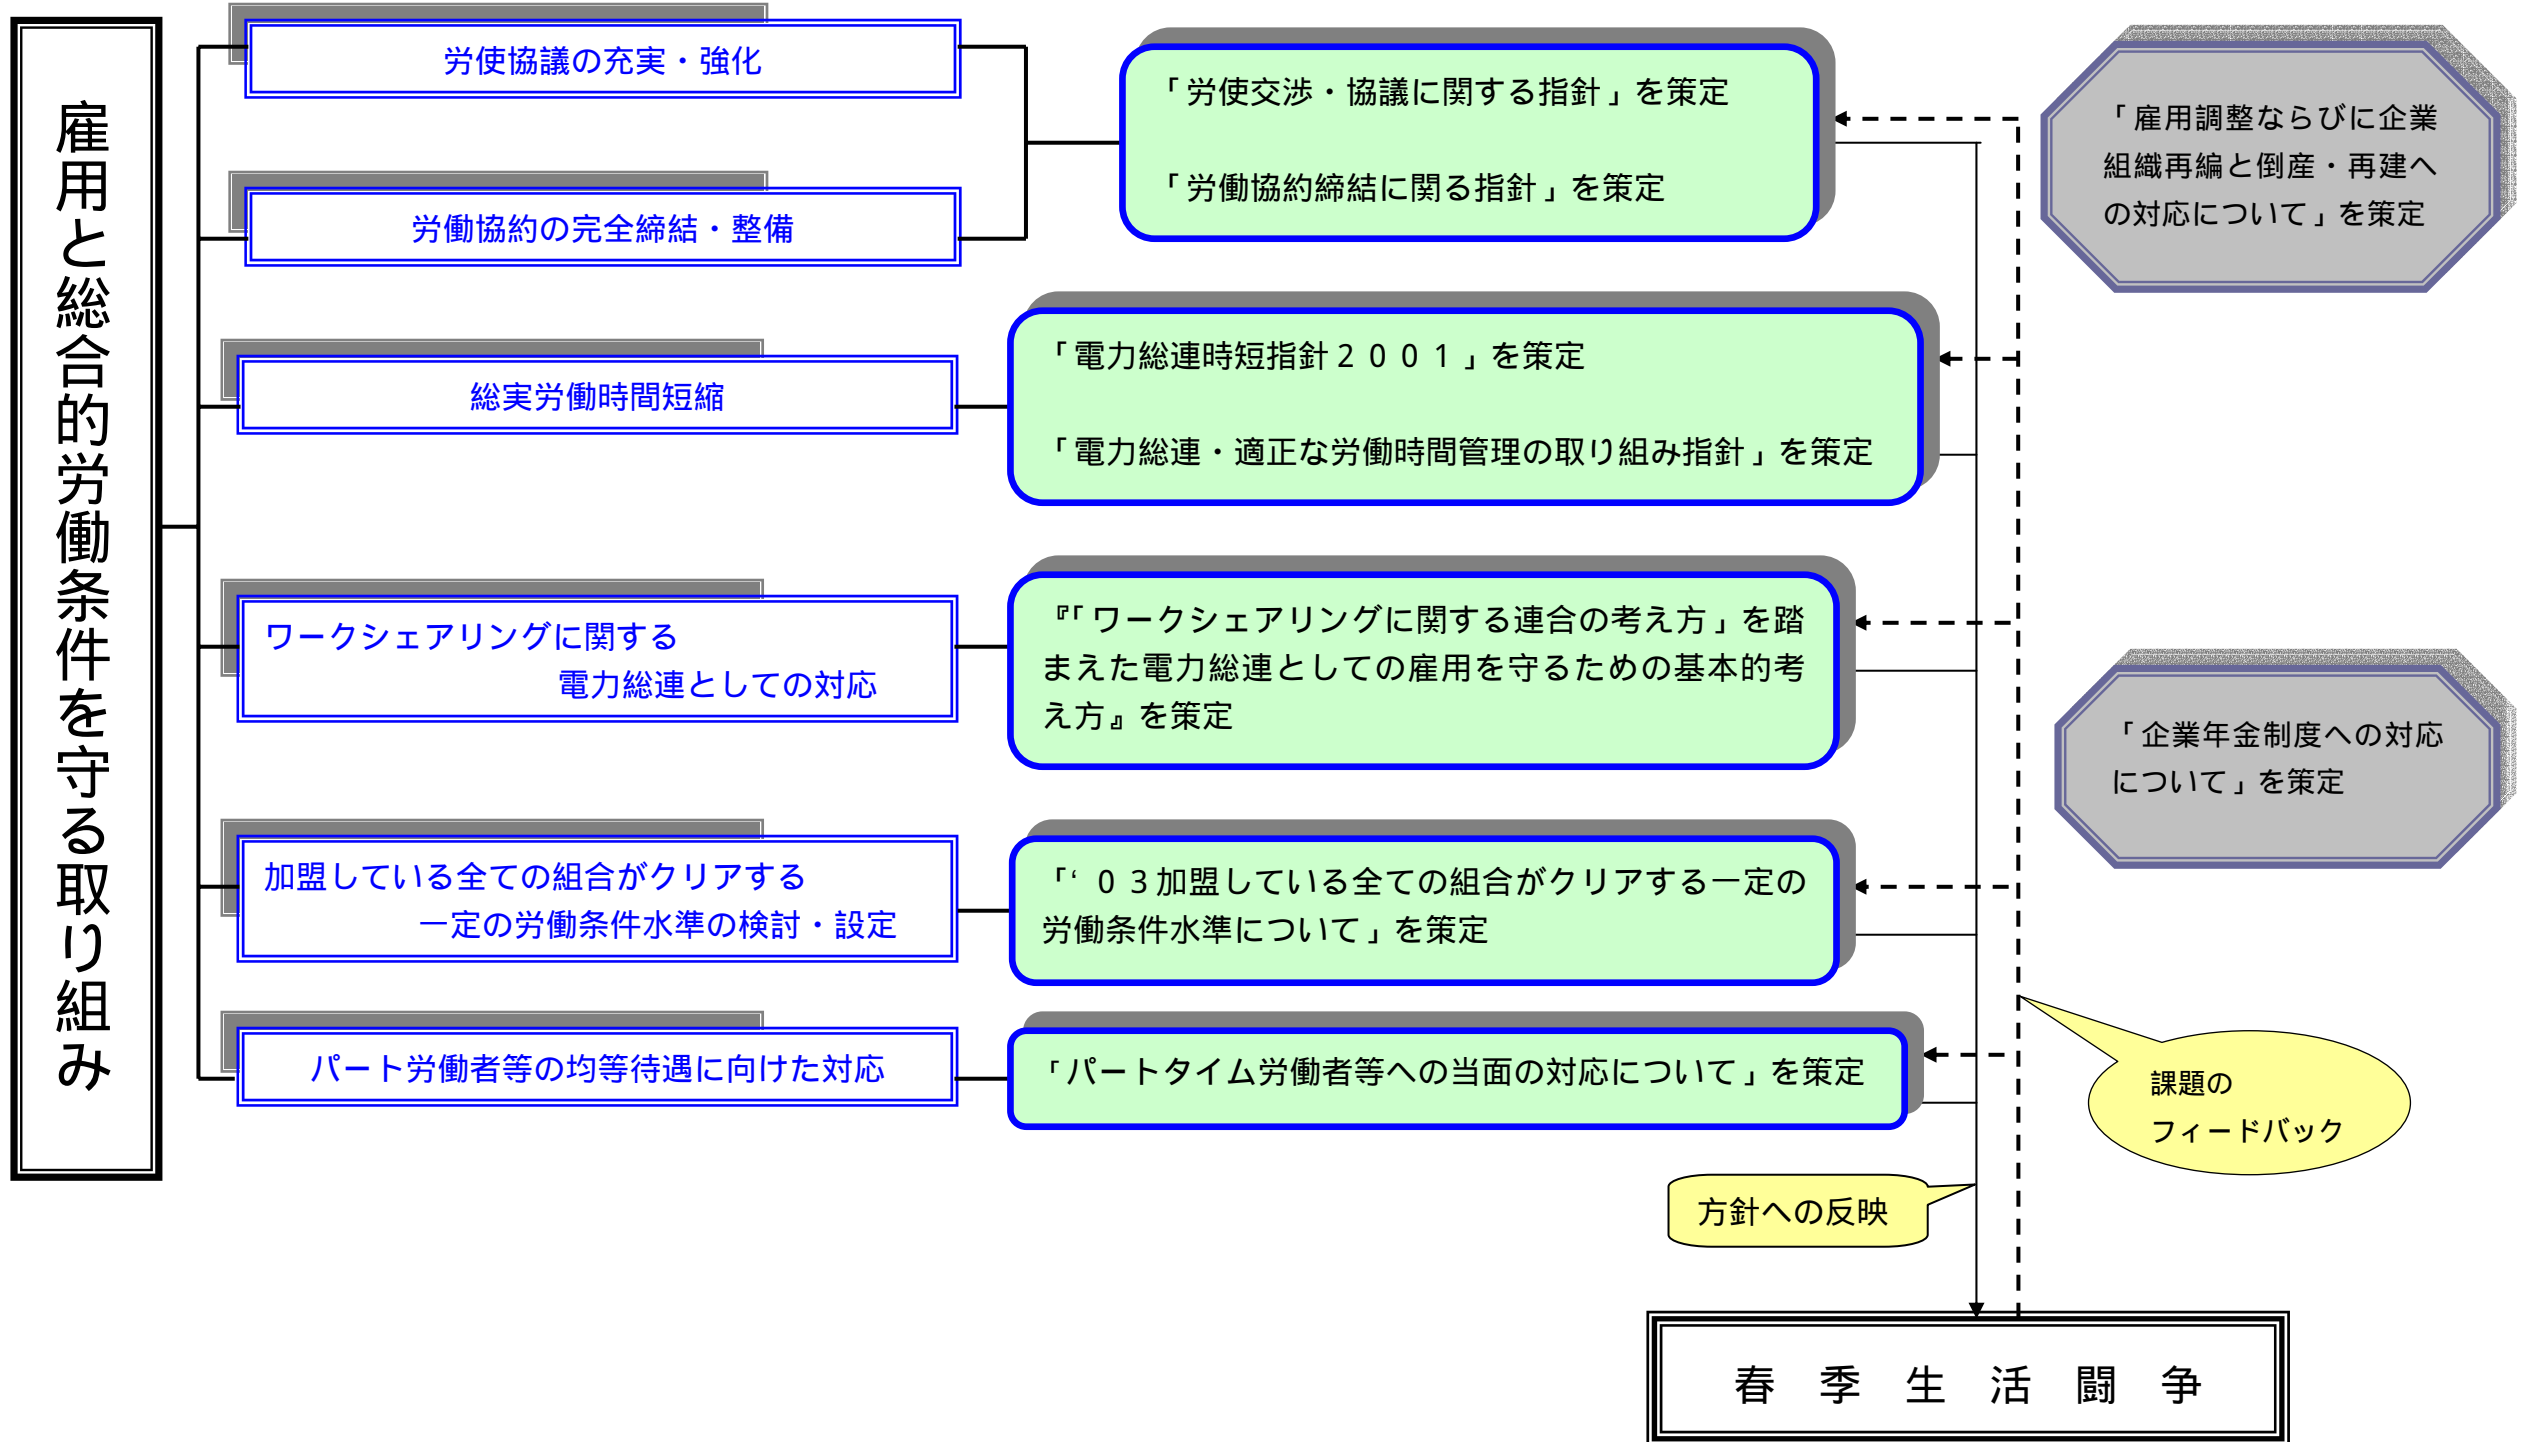 雇用と総合的労働条件を守る取り組み
労使協議の充実・強化
労働協約の完全締結・整備
総実労働時間短縮
ワークシェアリングに関する
電力総連としての対応
加盟している全ての組合がクリアする
一定の労働条件水準の検討・設定
パート労働者等の均等待遇に向けた対応
「労使交渉・協議に関する指針」を策定
「労働協約締結に関る指針」を策定
「電力総連時短指針２００１」を策定
「電力総連・適正な労働時間管理の取り組み指針」を策定
『「ワークシェアリングに関する連合の考え方」を踏
まえた電力総連としての雇用を守るための基本的考
え方』を策定
「‘０３加盟している全ての組合がクリアする一定の
労働条件水準について」を策定
「パートタイム労働者等への当面の対応について」を策定
「雇用調整ならびに企業
組織再編と倒産・再建へ
の対応について」を策定
「企業年金制度への対応
について」を策定
課題の
フィードバック
方針への反映
春季生活闘争